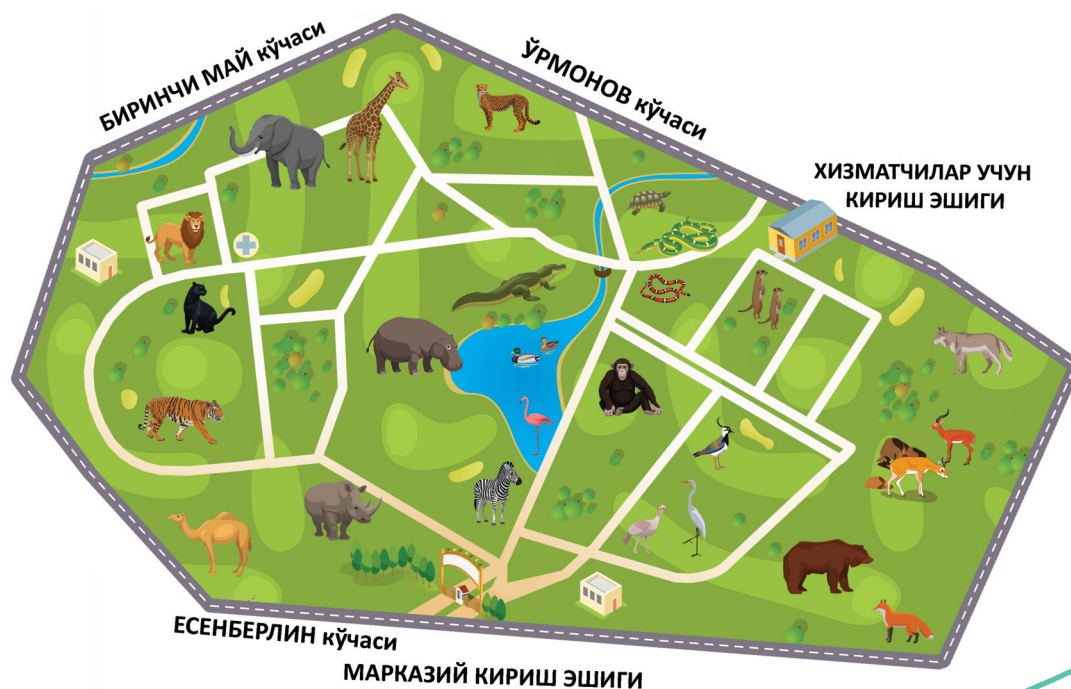 БИРИНЧИ МАЙ кўчаси
ЎРМОНОВ кўчаси
ХИЗМАТЧИЛАР УЧУН
КИРИШ ЭШИГИ
ЕСЕНБЕРЛИН кўчаси
МАРКАЗИЙ КИРИШ ЭШИГИ